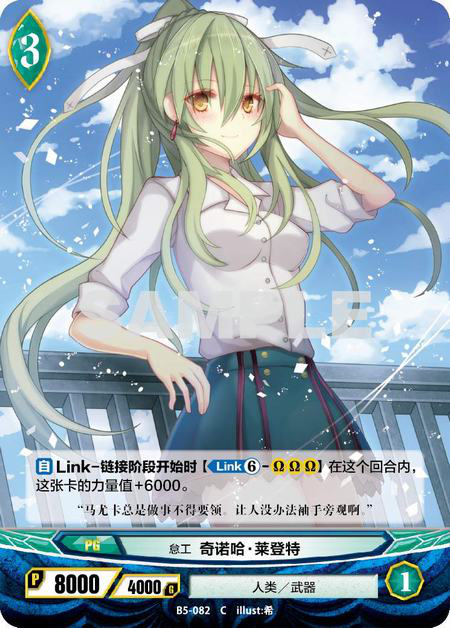 3
SAMPLE
自 Link-链接阶段开始时【Link 6-ΩΩΩ】在这个回合内，
这张卡的力量值+6000。
“马尤卡总是做事不得要领。让人没办法袖手旁观啊。”
PG 怠工 奇诺哈·莱登特
P 8000 / 4000 G
人类／武器
1
B5-082 C illust:希